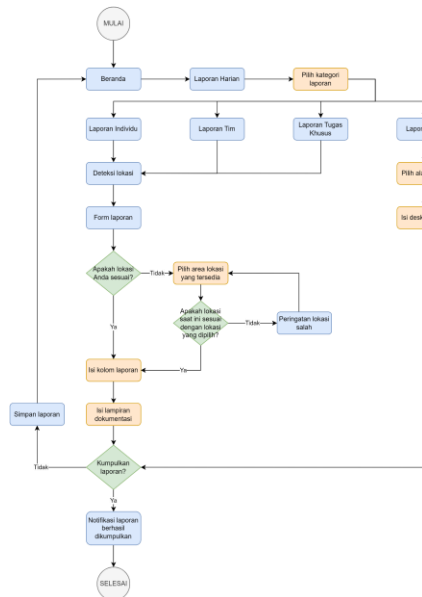 MULAI
Beranda
Laporan Harian
Pilih kategori
laporan
Laporan Individu
Laporan Tim
Laporan Tugas
Khusus
Deteksi lokasi
Form laporan
Apakah lokasi
Anda sesuai?
Tidak
Pilih area lokasi
yang tersedia
Apakah lokasi
saat ini sesuai
dengan lokasi
yang dipilih?
Tidak
Peringatan lokasi
salah
Ya
Ya
Isi kolom laporan
Isi lampiran
dokumentasi
Simpan laporan
Kumpulkan
laporan?
Tidak
Ya
Notifikasi laporan
berhasil
dikumpulkan
SELESAI
Pilih
Isi